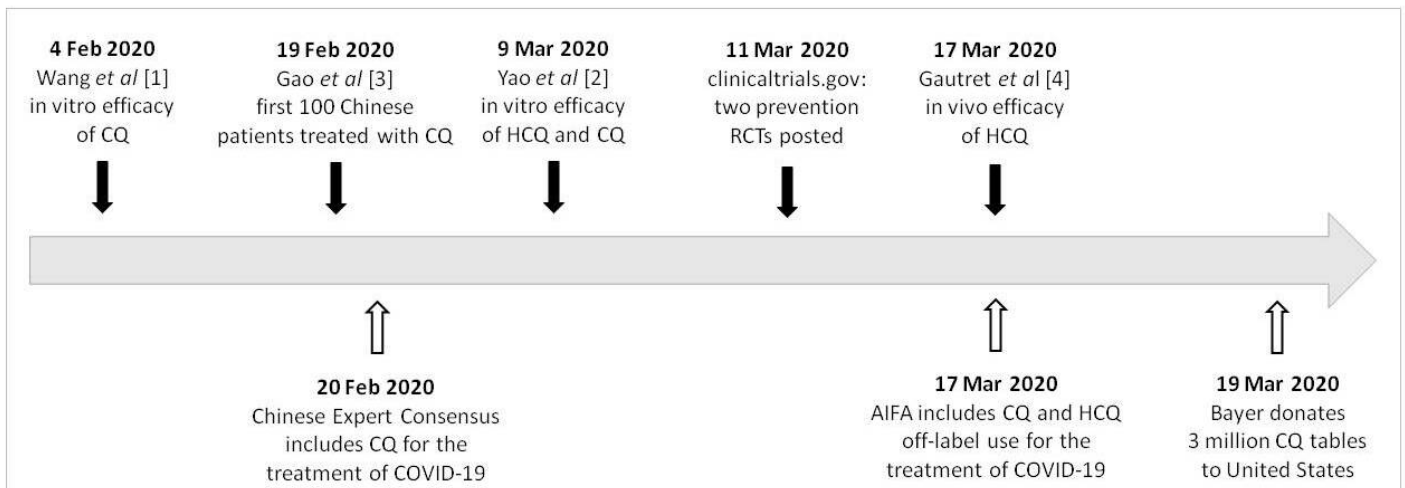 4 Feb 2020
Wang et al [1]
in vitro efficacy
of CQ
19 Feb 2020
Gao et al [3]
first 100 Chinese
patients treated with CQ
9 Mar 2020
Yao et al [2]
in vitro efficacy
of HCQ and CQ
11 Mar 2020
clinicaltrials.gov:
two prevention
RCTs posted
17 Mar 2020
Gautret et al [4]
in vivo efficacy
of HCQ
20 Feb 2020
Chinese Expert Consensus
includes CQ for the
treatment of COVID-19
17 Mar 2020
AIFA includes CQ and HCQ
off-label use for the
treatment of COVID-19
19 Mar 2020
Bayer donates
3 million CQ tables
to United States